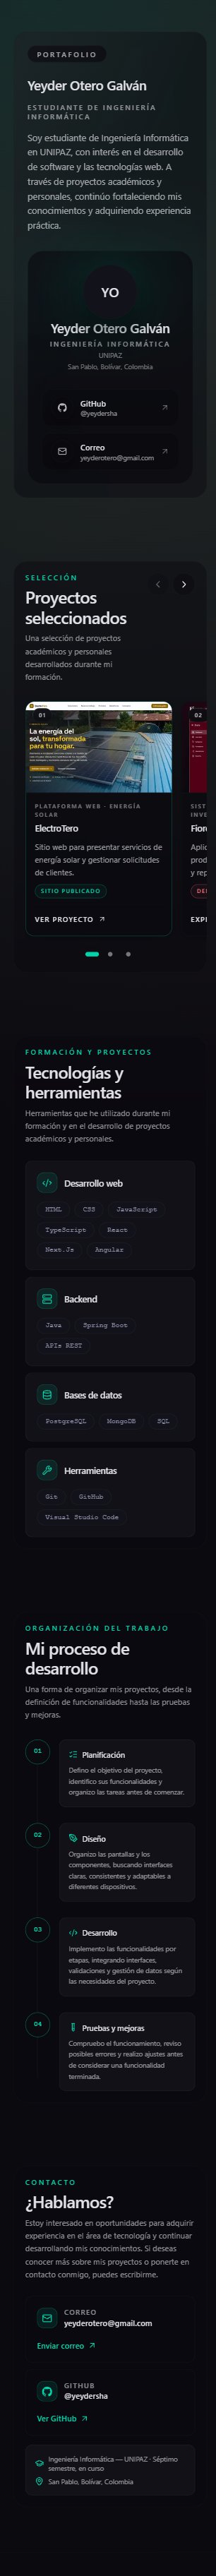 PORTAFOLIO
Yeyder Otero Galván
ESTUDIANTE DE INGENIERÍA
INFORMÁTICA
Soy estudiante de Ingeniería Informática
en UNIPAZ, con interés en el desarrollo
de software y las tecnologías web. A
través de proyectos académicos y
personales, continúo fortaleciendo mis
conocimientos y adquiriendo experiencia
práctica.
YO
Yeyder Otero Galván
INGENIERÍA INFORMÁTICA
UNIPAZ
San Pablo, Bolívar, Colombia
GitHub
@yeydersha
Correo
yeyderotero@gmail.com
SELECCIÓN
Proyectos
seleccionados
Una selección de proyectos
académicos y personales
desarrollados durante mi
formación.
01
La energía del
sol, transformada
para tu hogar.
PLATAFORMA WEB · ENERGÍA
SOLAR
ElectroTero
Sitio web para presentar servicios de
energía solar y gestionar solicitudes
de clientes.
SITIO PUBLICADO
VER PROYECTO
02
SIST
INVE
Fiore
Aplic
prod
y rep
DE
EXPI
FORMACIÓN Y PROYECTOS
Tecnologías y
herramientas
Herramientas que he utilizado durante mi
formación y en el desarrollo de proyectos
académicos y personales.
Desarrollo web
HTML CSS JavaScript
TypeScript React
Next.Js Angular
Backend
Java Spring Boot
APIs REST
Bases de datos
PostgreSQL MongoDB SQL
Herramientas
Git GitHub
Visual Studio Code
ORGANIZACIÓN DEL TRABAJO
Mi proceso de
desarrollo
Una forma de organizar mis proyectos, desde la
definición de funcionalidades hasta las pruebas
y mejoras.
01
Planificación
Defino el objetivo del proyecto,
identifico sus funcionalidades y
organizo las tareas antes de comenzar.
02
Diseño
Organizo las pantallas y los
componentes, buscando interfaces
claras, consistentes y adaptables a
diferentes dispositivos.
03
Desarrollo
Implemento las funcionalidades por
etapas, integrando interfaces,
validaciones y gestión de datos según
las necesidades del proyecto.
04
Pruebas y mejoras
Compruebo el funcionamiento, reviso
posibles errores y realizo ajustes antes
de considerar una funcionalidad
terminada.
CONTACTO
¿Hablamos?
Estoy interesado en oportunidades para adquirir
experiencia en el área de tecnología y continuar
desarrollando mis conocimientos. Si deseas
conocer más sobre mis proyectos o ponerte en
contacto conmigo, puedes escribirme.
CORREO
yeyderotero@gmail.com
Enviar correo
GITHUB
@yeydersha
Ver GitHub
Ingeniería Informática — UNIPAZ · Séptimo
semestre, en curso
San Pablo, Bolívar, Colombia